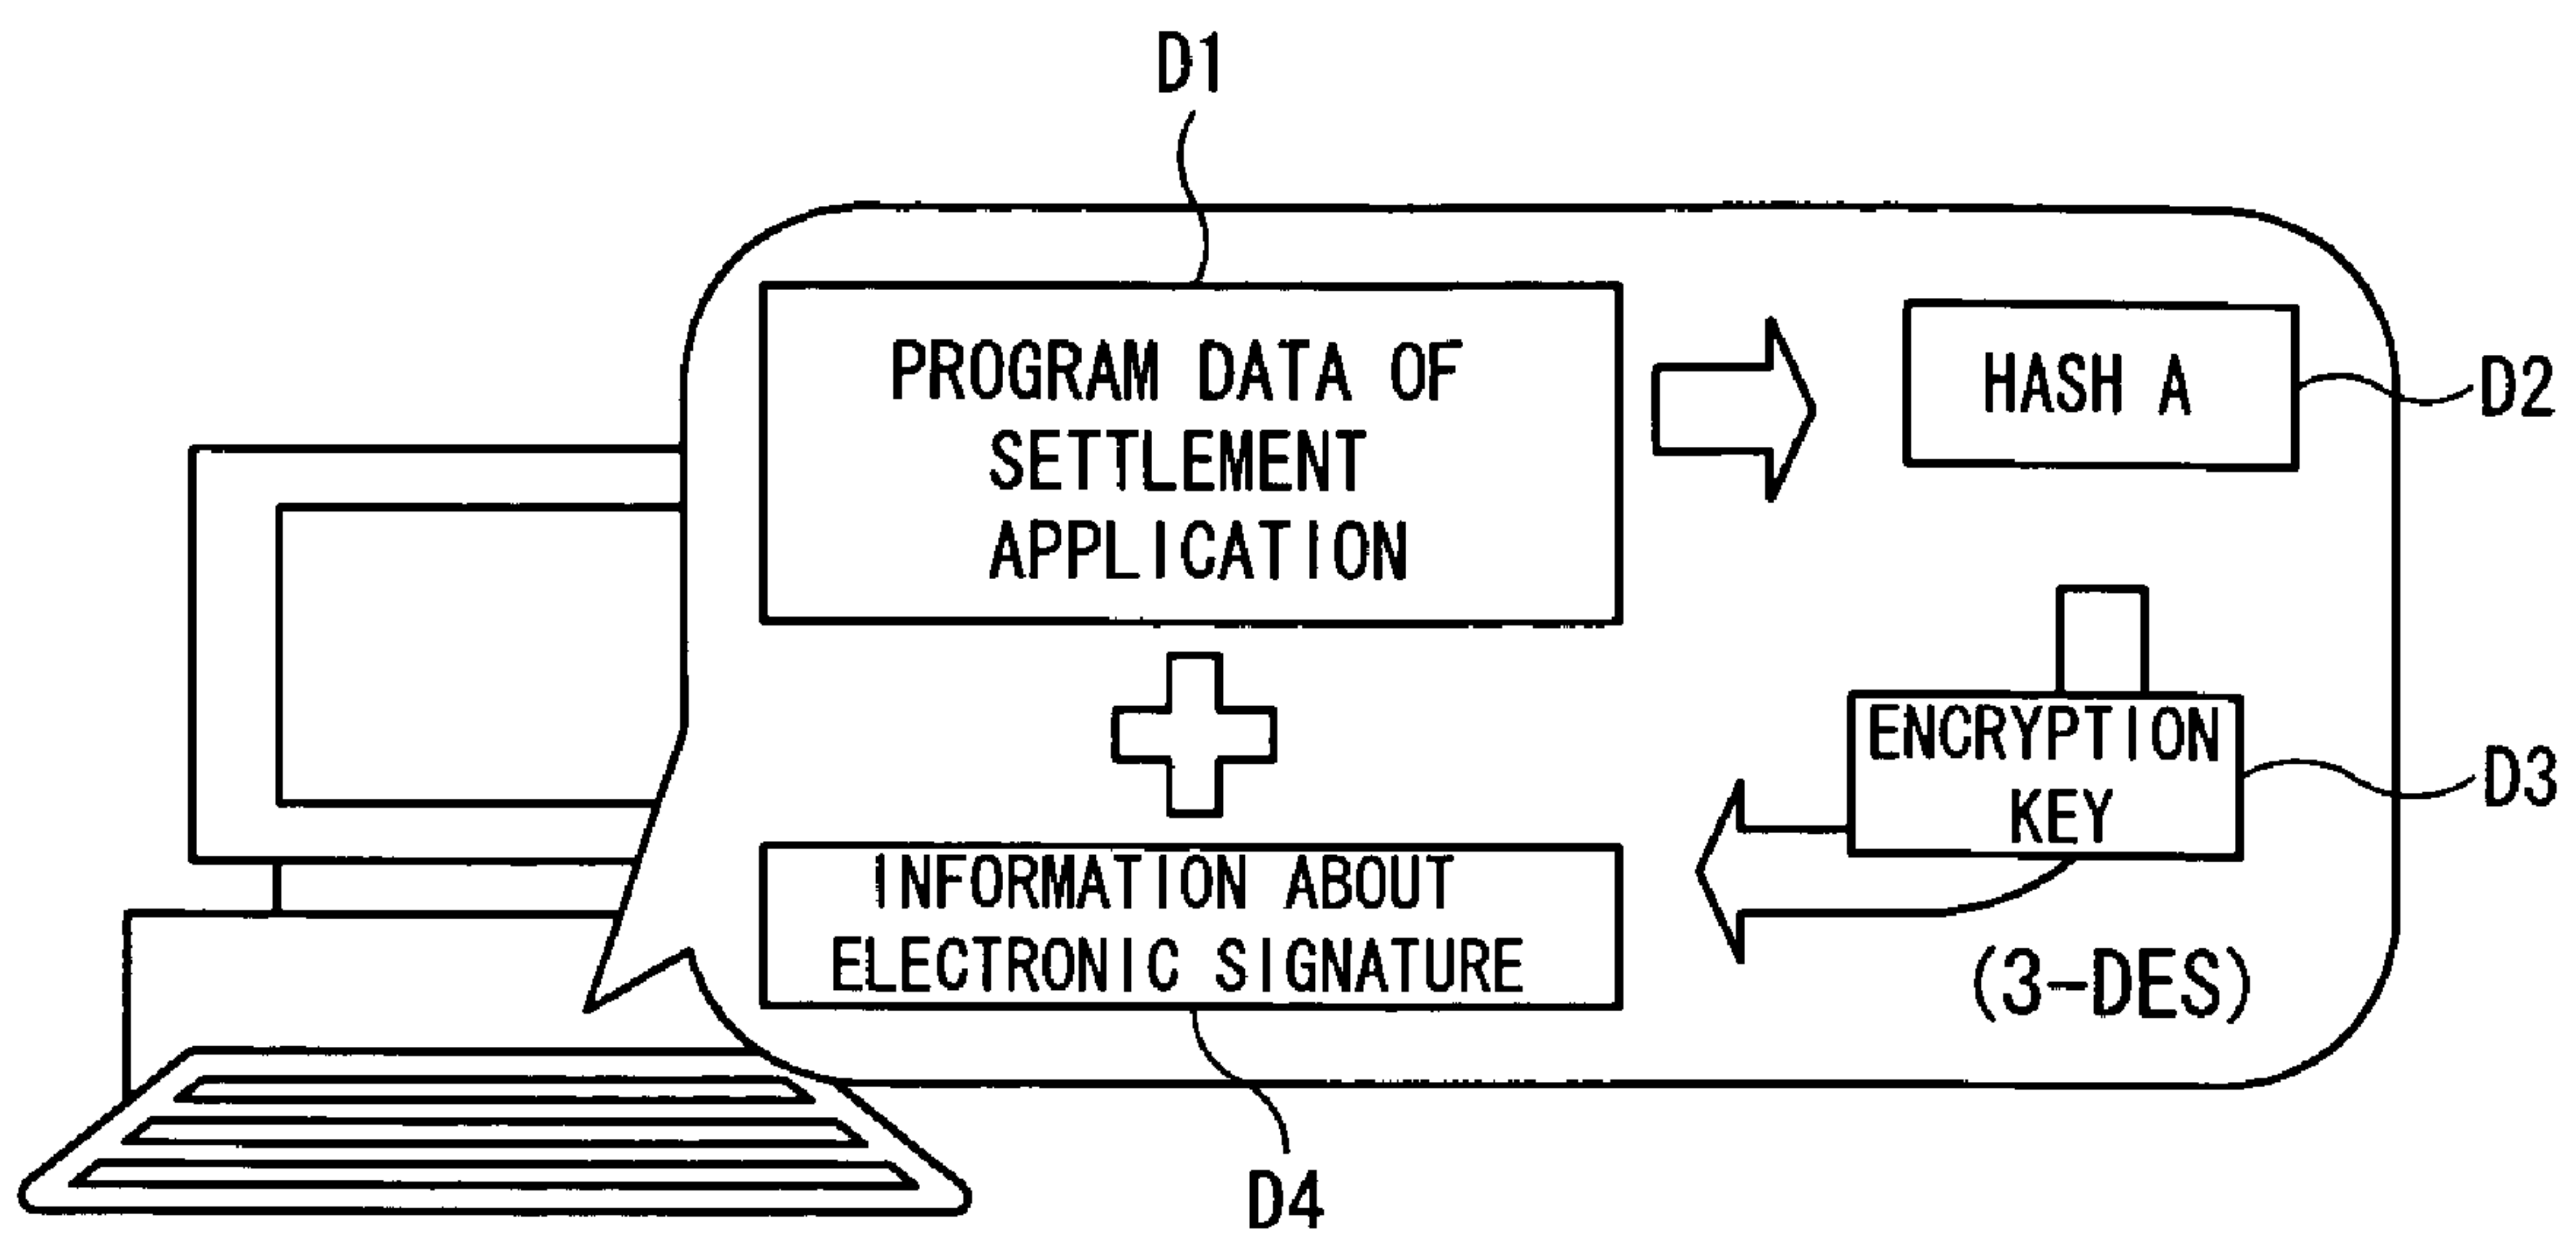 D1
PROGRAM DATA OF
SETTLEMENT
APPLICATION
HASH A
D2
ENCRYPTION
KEY
D3
INFORMATION ABOUT
ELECTRONIC SIGNATURE
(3-DES)
D4